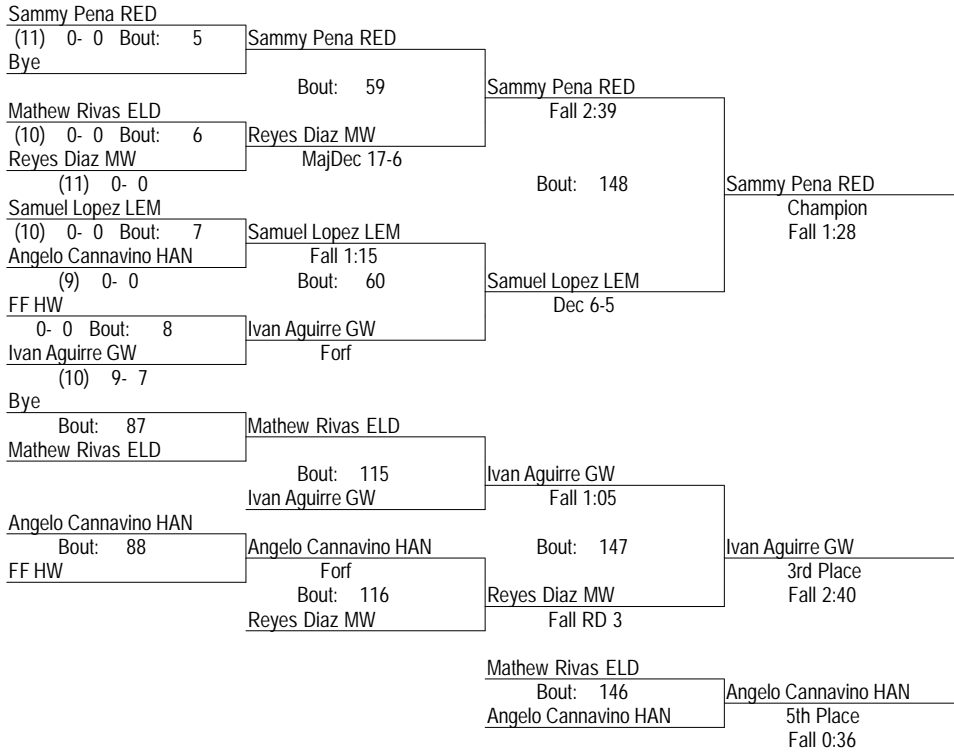 Sammy Pena RED
(11) 0- 0 Bout: 5
Bye
Sammy Pena RED
Bout: 59
Sammy Pena RED
Fall 2:39
Mathew Rivas ELD
(10) 0- 0 Bout: 6
Reyes Diaz MW
(11) 0- 0
Reyes Diaz MW
MajDec 17-6
Bout: 148
Sammy Pena RED
Champion
Fall 1:28
Samuel Lopez LEM
(10) 0- 0 Bout: 7
Angelo Cannavino HAN
(9) 0- 0
Samuel Lopez LEM
Fall 1:15
Bout: 60
Samuel Lopez LEM
Dec 6-5
FF HW
0- 0 Bout: 8
Ivan Aguirre GW
(10) 9- 7
Ivan Aguirre GW
Forf
Bye
Bout: 87
Mathew Rivas ELD
Mathew Rivas ELD
Bout: 115
Ivan Aguirre GW
Ivan Aguirre GW
Fall 1:05
Angelo Cannavino HAN
Bout: 88
FF HW
Angelo Cannavino HAN
Forf
Bout: 116
Reyes Diaz MW
Bout: 147
Reyes Diaz MW
Fall RD 3
Ivan Aguirre GW
3rd Place
Fall 2:40
Mathew Rivas ELD
Bout: 146
Angelo Cannavino HAN
Angelo Cannavino HAN
5th Place
Fall 0:36